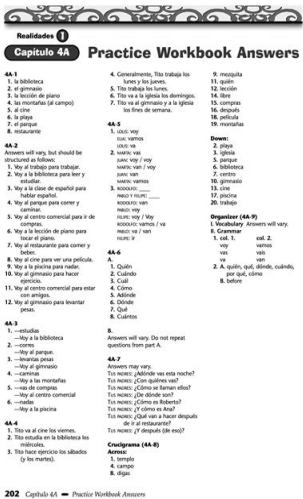 Realidades 1
Capítulo 4A
Practice Workbook Answers
4A-1
1. la biblioteca
2. el gimnasio
3. la lección de piano
4. las montañas (al campo)
5. al cine
6. la playa
7. el parque
8. restaurante
4A-2
Answers will vary, but should be
structured as follows:
1. Voy al trabajo para trabajar.
2. Voy a la biblioteca para leer y
estudiar.
3. Voy a la clase de español para
hablar español.
4. Voy al parque para correr y
caminar.
5. Voy al centro comercial para ir de
compras.
6. Voy a la lección de piano para
tocar el piano.
7. Voy al restaurante para comer y
beber.
8. Voy al cine para ver una película.
9. Voy a la piscina para nadar.
10. Voy al gimnasio para hacer
ejercicio.
11. Voy al centro comercial para estar
con amigos.
12. Voy al gimnasio para levantar
pesas.
4A-3
1. —estudias
—Voy a la biblioteca
2. —corres
—Voy al parque.
3. —levantas pesas
—Voy al gimnasio
4. —caminas
—Voy a las montañas
5. —vas de compras
—Voy al centro comercial
6. —nadas
—Voy a la piscina
4A-4
1. Tito va al cine los viernes.
2. Tito estudia en la biblioteca los
miércoles.
3. Tito hace ejercicio los sábados
(y los martes).
4. Generalmente, Tito trabaja los
lunes y los jueves.
5. Tito trabaja los lunes.
6. Tito va a la iglesia los domingos.
7. Tito va al gimnasio y a la iglesia
los fines de semana.
4A-5
1. LOLIS: voy
ELIA: vamos
LOLIS: va
2. MARTA: vas
JUAN: voy / voy
MARTA: van / voy
JUAN: van
MARTA: vamos
3. RODOLFO: ____
PABLO Y FELIPE: ____
RODOLFO: van
PABLO: voy
FELIPE: voy / Voy
RODOLFO: vamos / va
PABLO: va / van
FELIPE: ir
4A-6
A.
1. Quién
2. Cuándo
3. Cuál
4. Cómo
5. Adónde
6. Dónde
7. Qué
8. Cuántos
B.
Answers will vary. Do not repeat
questions from part A.
4A-7
Answers may vary.
TUS PADRES: ¿Adónde vas esta noche?
TUS PADRES: ¿Con quiénes vas?
TUS PADRES: ¿Cómo se llaman ellos?
TUS PADRES: ¿De dónde son?
TUS PADRES: ¿Cómo es Roberto?
TUS PADRES: ¿Y cómo es Ana?
TUS PADRES: ¿Qué van a hacer después
de ir al restaurante?
TUS PADRES: ¿Y después (de eso)?
Crucigrama (4A-8)
Across:
1. templo
4. campo
8. digas
9. mezquita
11. quién
12. lección
14. libre
15. compras
16. después
18. película
19. montañas
Down:
2. playa
3. iglesia
5. parque
6. biblioteca
7. centro
10. gimnasio
13. cine
17. piscina
20. trabajo
Organizer (4A-9)
I. Vocabulary Answers will vary.
II. Grammar
1. col. 1. col. 2.
voy vamos
vas vais
va van
2. A. quién, qué, dónde, cuándo,
por qué, cómo
B. before
202 Capítulo 4A — Practice Workbook Answers